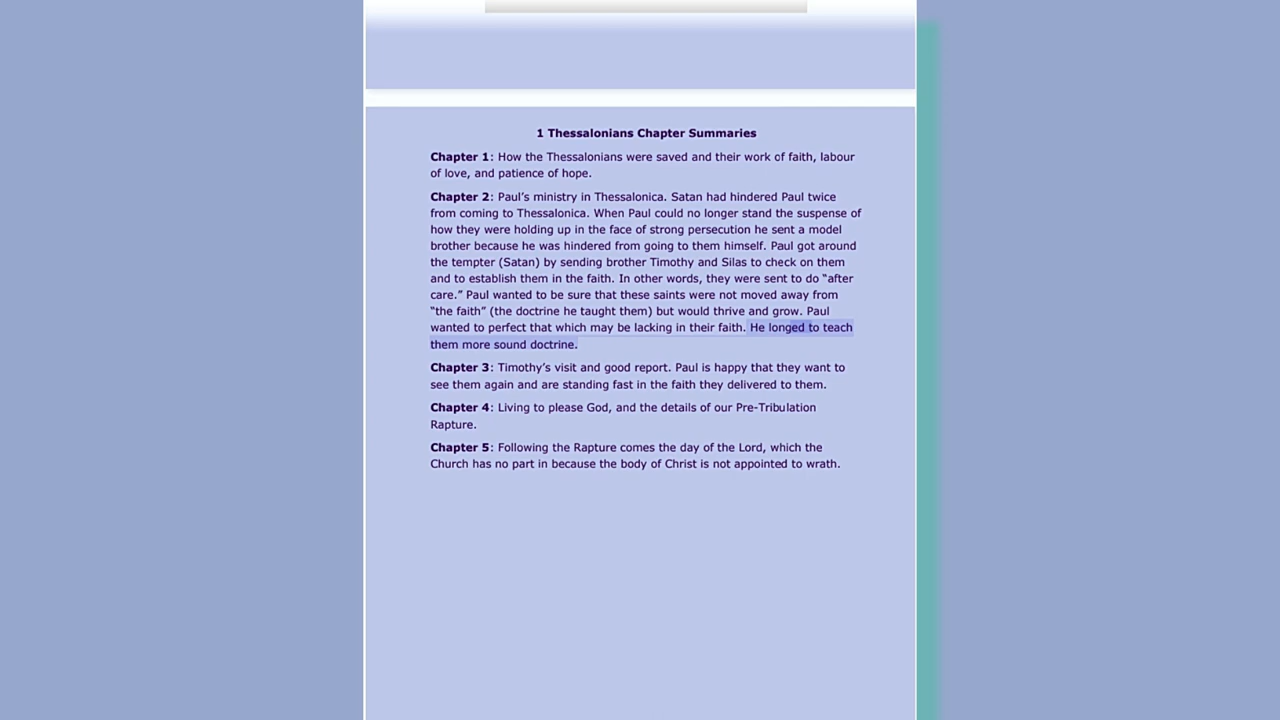 1 Thessalonians Chapter Summaries
Chapter 1: How the Thessalonians were saved and their work of faith, labour
of love, and patience of hope.
Chapter 2: Paul’s ministry in Thessalonica. Satan had hindered Paul twice
from coming to Thessalonica. When Paul could no longer stand the suspense of
how they were holding up in the face of strong persecution he sent a model
brother because he was hindered from going to them himself. Paul got around
the tempter (Satan) by sending brother Timothy and Silas to check on them
and to establish them in the faith. In other words, they were sent to do “after
care.” Paul wanted to be sure that these saints were not moved away from
“the faith” (the doctrine he taught them) but would thrive and grow. Paul
wanted to perfect that which may be lacking in their faith. He longed to teach
them more sound doctrine.
Chapter 3: Timothy’s visit and good report. Paul is happy that they want to
see them again and are standing fast in the faith they delivered to them.
Chapter 4: Living to please God, and the details of our Pre-Tribulation
Rapture.
Chapter 5: Following the Rapture comes the day of the Lord, which the
Church has no part in because the body of Christ is not appointed to wrath.